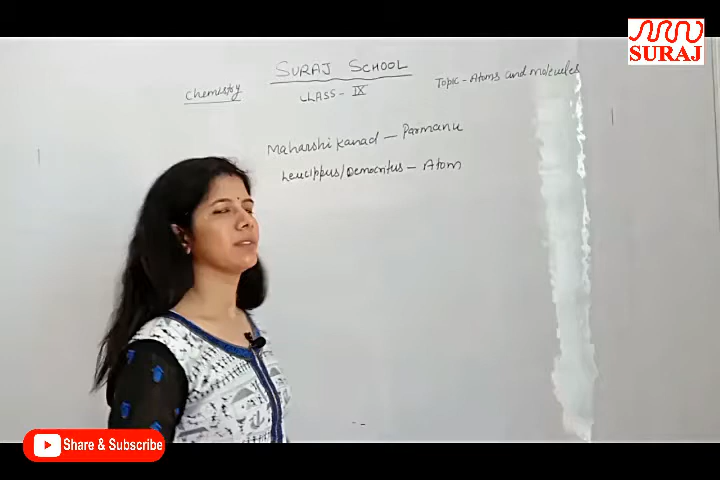 SURAJ
SURAJ SCHOOL
Chemistry
CLASS - IX
Topic - Atoms and molecules
Maharshi Kanad — Parmanu
Leucippus/Democritus — Atom
Share & Subscribe